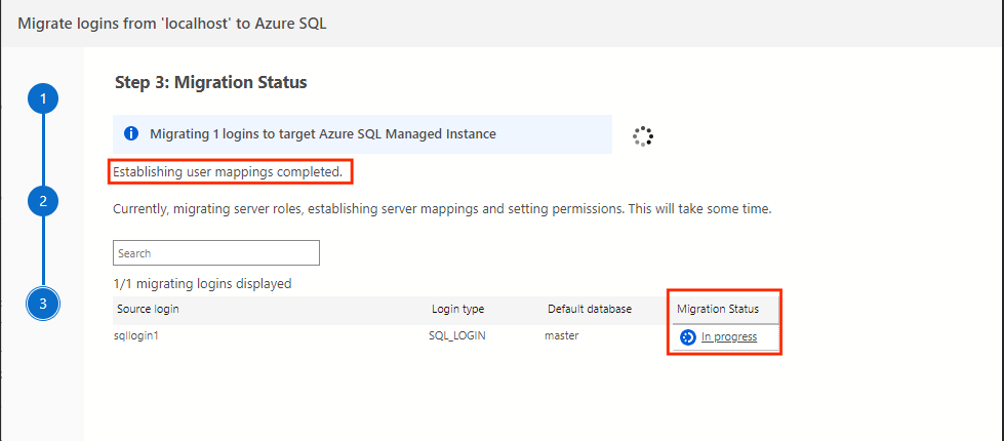 Migrate logins from 'localhost' to Azure SQL
1
2
3
Step 3: Migration Status
Migrating 1 logins to target Azure SQL Managed Instance
Establishing user mappings completed.
Currently, migrating server roles, establishing server mappings and setting permissions. This will take some time.
Search
1/1 migrating logins displayed
Source login Login type Default database Migration Status
sqllogin1 SQL_LOGIN master In progress